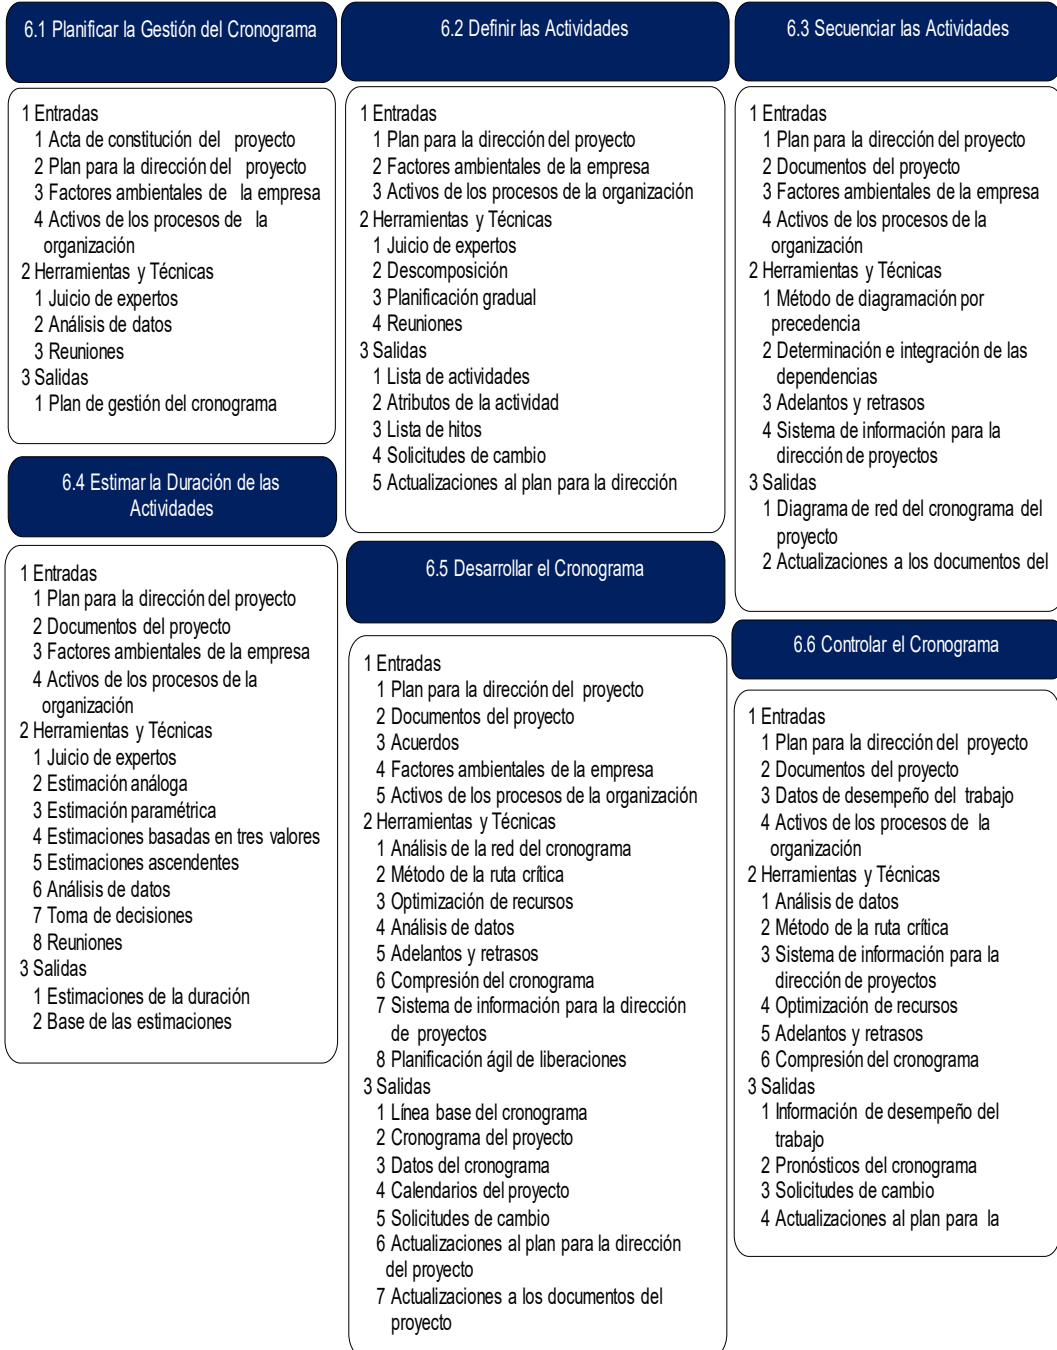 6.1 Planificar la Gestión del Cronograma
1 Entradas
1 Acta de constitución del proyecto
2 Plan para la dirección del proyecto
3 Factores ambientales de la empresa
4 Activos de los procesos de la
organización
2 Herramientas y Técnicas
1 Juicio de expertos
2 Análisis de datos
3 Reuniones
3 Salidas
1 Plan de gestión del cronograma
6.2 Definir las Actividades
1 Entradas
1 Plan para la dirección del proyecto
2 Factores ambientales de la empresa
3 Activos de los procesos de la organización
2 Herramientas y Técnicas
1 Juicio de expertos
2 Descomposición
3 Planificación gradual
4 Reuniones
3 Salidas
1 Lista de actividades
2 Atributos de la actividad
3 Lista de hitos
4 Solicitudes de cambio
5 Actualizaciones al plan para la dirección
6.3 Secuenciar las Actividades
1 Entradas
1 Plan para la dirección del proyecto
2 Documentos del proyecto
3 Factores ambientales de la empresa
4 Activos de los procesos de la
organización
2 Herramientas y Técnicas
1 Método de diagramación por
precedencia
2 Determinación e integración de las
dependencias
3 Adelantos y retrasos
4 Sistema de información para la
dirección de proyectos
3 Salidas
1 Diagrama de red del cronograma del
proyecto
2 Actualizaciones a los documentos del
6.4 Estimar la Duración de las
Actividades
1 Entradas
1 Plan para la dirección del proyecto
2 Documentos del proyecto
3 Factores ambientales de la empresa
4 Activos de los procesos de la
organización
2 Herramientas y Técnicas
1 Juicio de expertos
2 Estimación análoga
3 Estimación paramétrica
4 Estimaciones basadas en tres valores
5 Estimaciones ascendentes
6 Análisis de datos
7 Toma de decisiones
8 Reuniones
3 Salidas
1 Estimaciones de la duración
2 Base de las estimaciones
6.5 Desarrollar el Cronograma
1 Entradas
1 Plan para la dirección del proyecto
2 Documentos del proyecto
3 Acuerdos
4 Factores ambientales de la empresa
5 Activos de los procesos de la organización
2 Herramientas y Técnicas
1 Análisis de la red del cronograma
2 Método de la ruta crítica
3 Optimización de recursos
4 Análisis de datos
5 Adelantos y retrasos
6 Compresión del cronograma
7 Sistema de información para la dirección
de proyectos
8 Planificación ágil de liberaciones
3 Salidas
1 Línea base del cronograma
2 Cronograma del proyecto
3 Datos del cronograma
4 Calendarios del proyecto
5 Solicitudes de cambio
6 Actualizaciones al plan para la dirección
del proyecto
7 Actualizaciones a los documentos del
proyecto
6.6 Controlar el Cronograma
1 Entradas
1 Plan para la dirección del proyecto
2 Documentos del proyecto
3 Datos de desempeño del trabajo
4 Activos de los procesos de la
organización
2 Herramientas y Técnicas
1 Análisis de datos
2 Método de la ruta crítica
3 Sistema de información para la
dirección de proyectos
4 Optimización de recursos
5 Adelantos y retrasos
6 Compresión del cronograma
3 Salidas
1 Información de desempeño del
trabajo
2 Pronósticos del cronograma
3 Solicitudes de cambio
4 Actualizaciones al plan para la